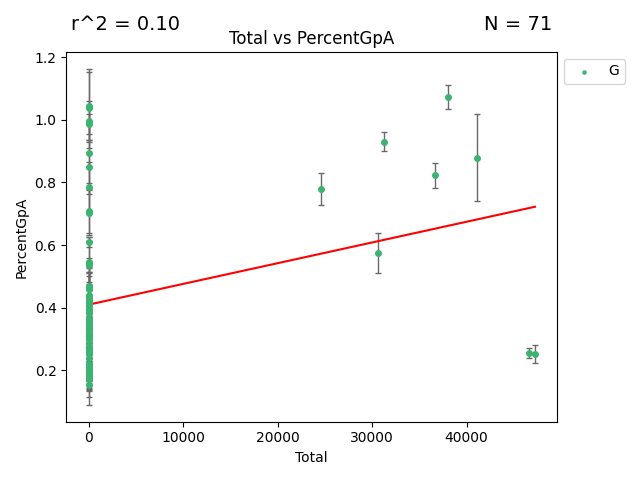 r^2 = 0.10
N = 71
Total vs PercentGpA
G
PercentGpA
1.2
1.0
0.8
0.6
0.4
0.2
0
10000
20000
30000
40000
Total